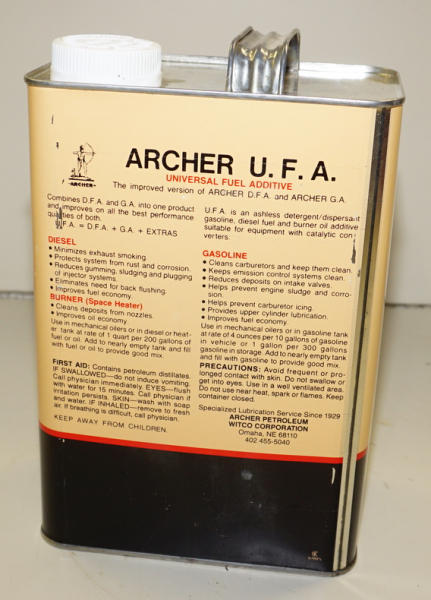 ARCHER
ARCHER U.F.A.
UNIVERSAL FUEL ADDITIVE
The improved version of ARCHER D.F.A. and ARCHER G.A.
Combines D.F.A. and G.A. into one product
and improves on all the best performance
qualities of both.
U.F.A. = D.F.A. + G.A. + EXTRAS
DIESEL
• Minimizes exhaust smoking.
• Protects system from rust and corrosion.
• Reduces gumming, sludging and plugging
of injector systems.
• Eliminates need for back flushing.
• Improves fuel economy.
BURNER (Space Heater)
• Cleans deposits from nozzles.
• Improves oil economy.
Use in mechanical oilers or in diesel or heat-
er tank at rate of 1 quart per 200 gallons of
fuel or oil. Add to nearly empty tank and fill
with fuel or oil to provide good mix.
FIRST AID: Contains petroleum distillates.
IF SWALLOWED—do not induce vomiting.
Call physician immediately. EYES—flush
with water for 15 minutes. Call physician if
irritation persists. SKIN—wash with soap
and water. IF INHALED—remove to fresh
air. If breathing is difficult, call physician.
KEEP AWAY FROM CHILDREN.
U.F.A. is an ashless detergent/dispersant
gasoline, diesel fuel and burner oil additive
suitable for equipment with catalytic con-
verters.
GASOLINE
• Cleans carburetors and keep them clean.
• Keeps emission control systems clean.
• Reduces deposits on intake valves.
• Helps prevent engine sludge and corro-
sion.
• Helps prevent carburetor icing.
• Provides upper cylinder lubrication.
• Improves fuel economy.
Use in mechanical oilers or in gasoline tank
at rate of 4 ounces per 10 gallons of gasoline
in vehicle or 1 gallon per 300 gallons
gasoline in storage. Add to nearly empty tank
and fill with gasoline to provide good mix.
PRECAUTIONS: Avoid frequent or pro-
longed contact with skin. Do not swallow or
get into eyes. Use in a well ventilated area.
Do not use near heat, spark or flames. Keep
container closed.
Specialized Lubrication Service Since 1929
ARCHER PETROLEUM
WITCO CORPORATION
Omaha, NE 68110
402 455-5040